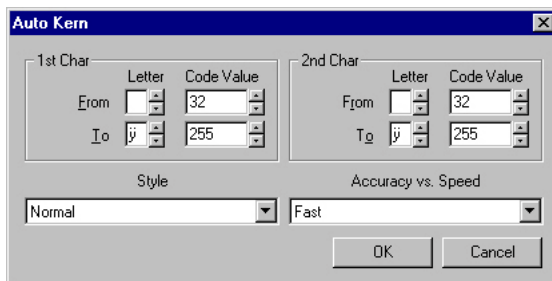 Auto Kern
1st Char
Letter Code Value
From 32
To ÿ 255
2nd Char
Letter Code Value
From 32
To ÿ 255
Style
Normal
Accuracy vs. Speed
Fast
OK Cancel